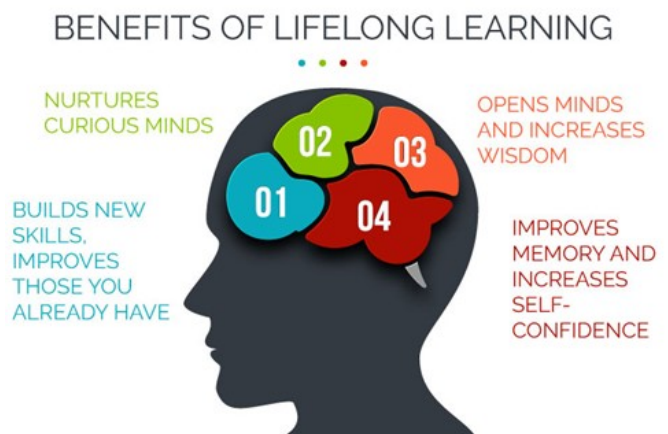 BENEFITS OF LIFELONG LEARNING
NURTURES
CURIOUS MINDS
OPENS MINDS
AND INCREASES
WISDOM
BUILDS NEW
SKILLS,
IMPROVES
THOSE YOU
ALREADY HAVE
IMPROVES
MEMORY AND
INCREASES
SELF-
CONFIDENCE
01
02
03
04